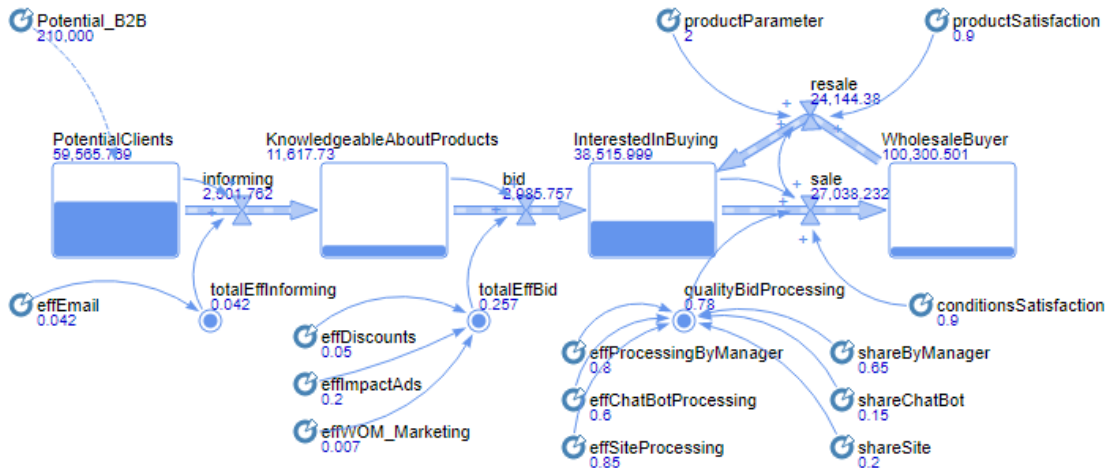 Potential_B2B
210,000
productParameter
2
productSatisfaction
0.9
resale
24,144.38
PotentialClients
59,565.769
KnowledgeableAboutProducts
11,617.73
InterestedInBuying
38,515.999
WholesaleBuyer
100,300.501
informing
2,501.762
bid
2,985.757
sale
27,038.232
+
+
+
+
+
+
+
effEmail
0.042
totalEffInforming
0.042
totalEffBid
0.257
qualityBidProcessing
0.78
conditionsSatisfaction
0.9
effDiscounts
0.05
effImpactAds
0.2
effWOM_Marketing
0.007
effProcessingByManager
0.8
effChatBotProcessing
0.6
effSiteProcessing
0.85
shareByManager
0.65
shareChatBot
0.15
shareSite
0.2